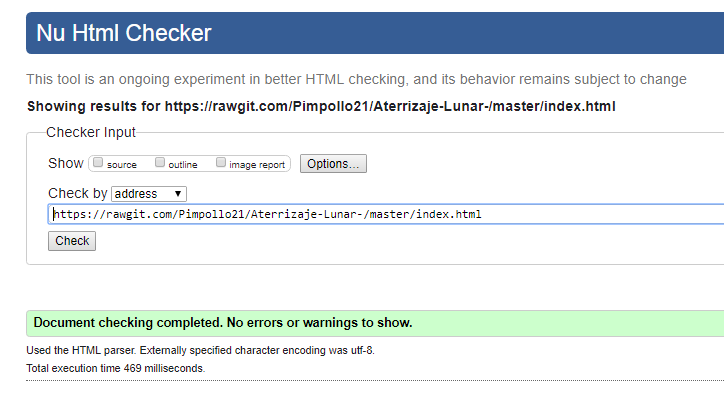 Nu Html Checker
This tool is an ongoing experiment in better HTML checking, and its behavior remains subject to change
Showing results for https://rawgit.com/Pimpollo21/Aterrizaje-Lunar-/master/index.html
Checker Input
Show source outline image report Options...
Check by address
https://rawgit.com/Pimpollo21/Aterrizaje-Lunar-/master/index.html
Check
Document checking completed. No errors or warnings to show.
Used the HTML parser. Externally specified character encoding was utf-8.
Total execution time 469 milliseconds.